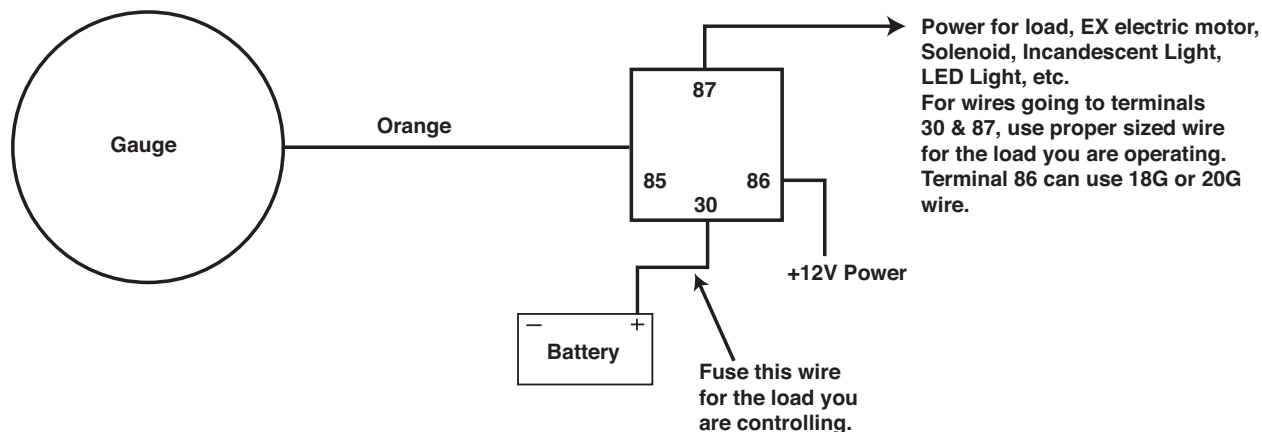 Gauge
Orange
87
85
86
30
Power for load, EX electric motor,
Solenoid, Incandescent Light,
LED Light, etc.
For wires going to terminals
30 & 87, use proper sized wire
for the load you are operating.
Terminal 86 can use 18G or 20G
wire.
+12V Power
– +
Battery
Fuse this wire
for the load you
are controlling.